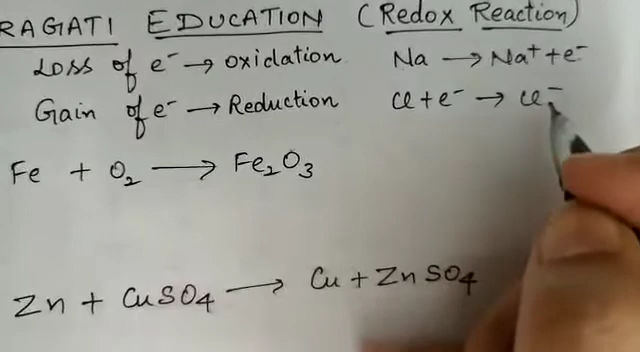 RAGATI EDUCATION (Redox Reaction)
Loss of e⁻ → oxidation Na → Na⁺ + e⁻
Gain of e⁻ → Reduction Cl + e⁻ → Cl⁻
Fe + O₂ → Fe₂O₃
Zn + CuSO₄ → Cu + ZnSO₄